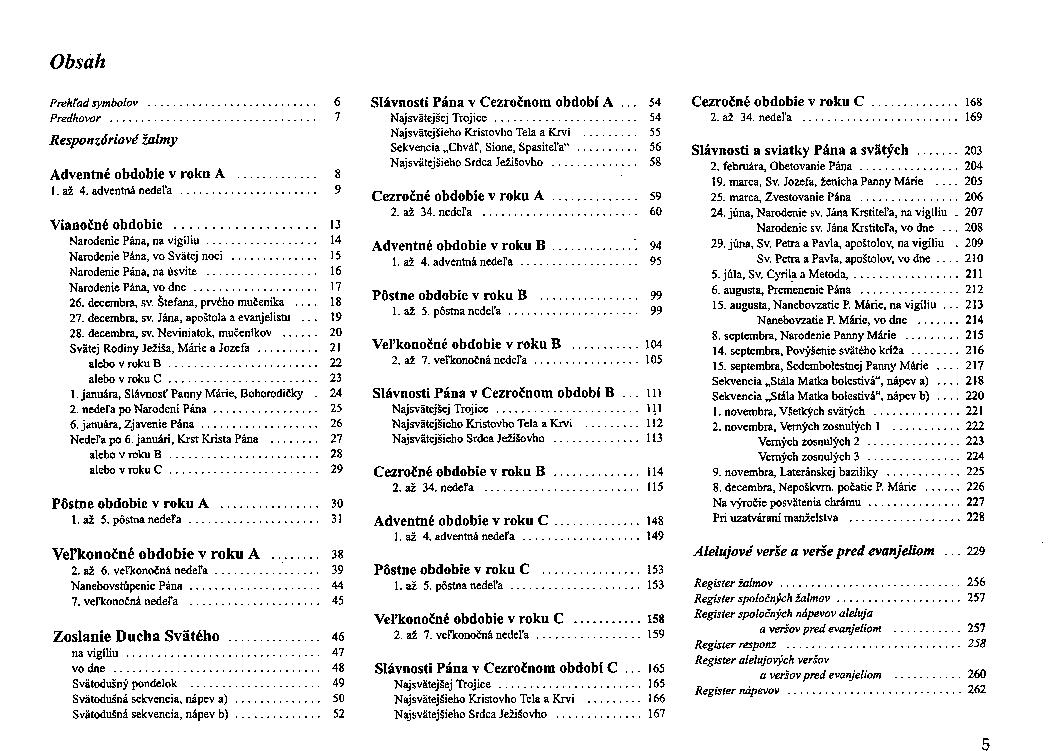 Obsah
Prehľad symbolov ........................... 6
Predhovor ................................. 7
Responzóriové žalmy
Adventné obdobie v roku A ............. 8
1. až 4. adventná nedeľa ...................... 9
Vianočné obdobie .................... 13
Narodenie Pána, na vigíliu .................. 14
Narodenie Pána, vo Svätej noci .............. 15
Narodenie Pána, na úsvite .................. 16
Narodenie Pána, vo dne .................... 17
26. decembra, sv. Štefana, prvého mučeníka .... 18
27. decembra, sv. Jána, apoštola a evanjelistu ... 19
28. decembra, sv. Neviniatok, mučeníkov ...... 20
Svätej Rodiny Ježiša, Márie a Jozefa .......... 21
alebo v roku B ........................ 22
alebo v roku C ........................ 23
1. januára, Slávnosť Panny Márie, Bohorodičky . 24
2. nedeľa po Narodení Pána ................. 25
6. januára, Zjavenie Pána ................... 26
Nedeľa po 6. januári, Krst Krista Pána ........ 27
alebo v roku B ........................ 28
alebo v roku C ........................ 29
Pôstne obdobie v roku A ................ 30
1. až 5. pôstna nedeľa ..................... 31
Veľkonočné obdobie v roku A ........ 38
2. až 6. veľkonočná nedeľa .................. 39
Nanebovstúpenie Pána ..................... 44
7. veľkonočná nedeľa ..................... 45
Zoslanie Ducha Svätého ............... 46
na vigíliu ............................... 47
vo dne ................................. 48
Svätodušný pondelok ...................... 49
Svätodušná sekvencia, nápev a) .............. 50
Svätodušná sekvencia, nápev b) .............. 52
Slávnosti Pána v Cezročnom období A ... 54
Najsvätejšej Trojice ....................... 54
Najsvätejšieho Kristovho Tela a Krvi ......... 55
Sekvencia „Chváľ, Sione, Spasiteľa“ .......... 56
Najsvätejšieho Srdca Ježišovho .............. 58
Cezročné obdobie v roku A .............. 59
2. až 34. nedeľa ......................... 60
Adventné obdobie v roku B ............. 94
1. až 4. adventná nedeľa ................... 95
Pôstne obdobie v roku B ................ 99
1. až 5. pôstna nedeľa ..................... 99
Veľkonočné obdobie v roku B ........... 104
2. až 7. veľkonočná nedeľa ................. 105
Slávnosti Pána v Cezročnom období B ... 111
Najsvätejšej Trojice ....................... 111
Najsvätejšieho Kristovho Tela a Krvi ......... 112
Najsvätejšieho Srdca Ježišovho .............. 113
Cezročné obdobie v roku B .............. 114
2. až 34. nedeľa ......................... 115
Adventné obdobie v roku C .............. 148
1. až 4. adventná nedeľa ................... 149
Pôstne obdobie v roku C ................ 153
1. až 5. pôstna nedeľa ..................... 153
Veľkonočné obdobie v roku C ........... 158
2. až 7. veľkonočná nedeľa ................. 159
Slávnosti Pána v Cezročnom období C ... 165
Najsvätejšej Trojice ....................... 165
Najsvätejšieho Kristovho Tela a Krvi ......... 166
Najsvätejšieho Srdca Ježišovho .............. 167
Cezročné obdobie v roku C .............. 168
2. až 34. nedeľa ......................... 169
Slávnosti a sviatky Pána a svätých ....... 203
2. februára, Obetovanie Pána ................ 204
19. marca, Sv. Jozefa, ženícha Panny Márie .... 205
25. marca, Zvestovanie Pána ................ 206
24. júna, Narodenie sv. Jána Krstiteľa, na vigíliu . 207
Narodenie sv. Jána Krstiteľa, vo dne ... 208
29. júna, Sv. Petra a Pavla, apoštolov, na vigíliu . 209
Sv. Petra a Pavla, apoštolov, vo dne .... 210
5. júla, Sv. Cyrila a Metoda, ................. 211
6. augusta, Premenenie Pána ................ 212
15. augusta, Nanebovzatie P. Márie, na vigíliu ... 213
Nanebovzatie P. Márie, vo dne ....... 214
8. septembra, Narodenie Panny Márie ......... 215
14. septembra, Povýšenie svätého kríža ........ 216
15. septembra, Sedembolestnej Panny Márie .... 217
Sekvencia „Stála Matka bolestivá“, nápev a) .... 218
Sekvencia „Stála Matka bolestivá“, nápev b) .... 220
1. novembra, Všetkých svätých .............. 221
2. novembra, Verných zosnulých 1 ........... 222
Verných zosnulých 2 ............... 223
Verných zosnulých 3 ............... 224
9. novembra, Lateránskej baziliky ............ 225
8. decembra, Nepoškvrn. počatie P. Márie ...... 226
Na výročie posvätenia chrámu ............... 227
Pri uzatváraní manželstva .................. 228
Alelujové verše a verše pred evanjeliom ... 229
Register žalmov ............................. 256
Register spoločných žalmov .................... 257
Register spoločných nápevov aleluja
a veršov pred evanjeliom ........... 257
Register responz ............................ 258
Register alelujových veršov
a veršov pred evanjeliom ........... 260
Register nápevov ............................ 262
5